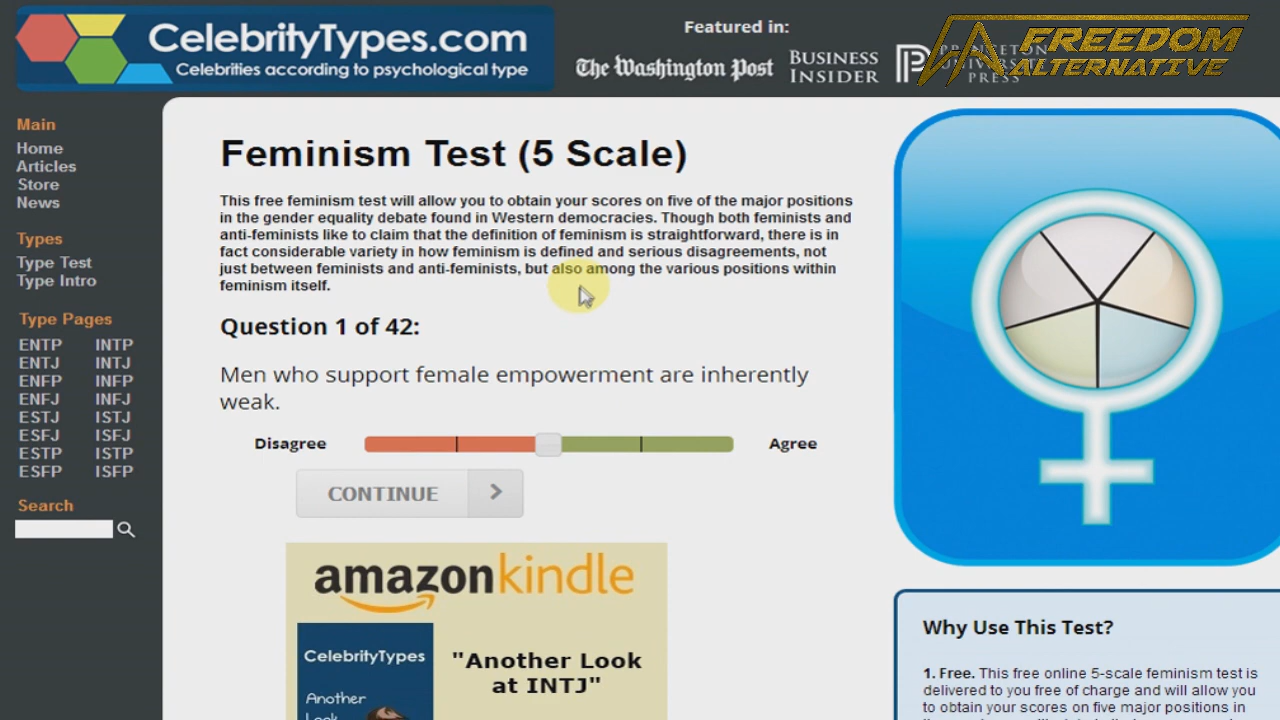 CelebrityTypes.com
Celebrities according to psychological type
Featured in:
The Washington Post
BUSINESS
INSIDER
PRINCETON
UNIVERSITY
PRESS
FREEDOM
ALTERNATIVE
Main
Home
Articles
Store
News
Types
Type Test
Type Intro
Type Pages
ENTP INTP
ENTJ INTJ
ENFP INFP
ENFJ INFJ
ESTJ ISTJ
ESFJ ISFJ
ESTP ISTP
ESFP ISFP
Search
Feminism Test (5 Scale)
This free feminism test will allow you to obtain your scores on five of the major positions
in the gender equality debate found in Western democracies. Though both feminists and
anti-feminists like to claim that the definition of feminism is straightforward, there is in
fact considerable variety in how feminism is defined and serious disagreements, not
just between feminists and anti-feminists, but also among the various positions within
feminism itself.
Question 1 of 42:
Men who support female empowerment are inherently
weak.
Disagree Agree
CONTINUE >
amazonkindle
CelebrityTypes
Another
Look
"Another Look
at INTJ"
Why Use This Test?
1. Free. This free online 5-scale feminism test is
delivered to you free of charge and will allow you
to obtain your scores on five major positions in